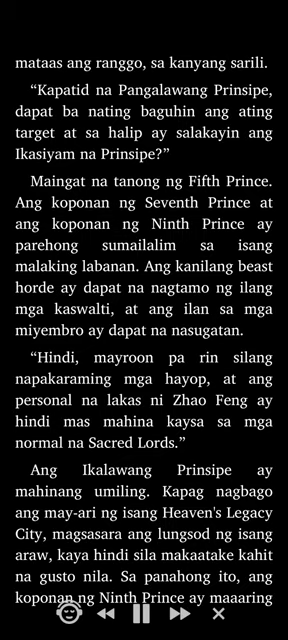 mataas ang ranggo, sa kanyang sarili.
“Kapatid na Pangalawang Prinsipe,
dapat ba nating baguhin ang ating
target at sa halip ay salakayin ang
Ikasiyam na Prinsipe?”
Maingat na tanong ng Fifth Prince.
Ang koponan ng Seventh Prince at
ang koponan ng Ninth Prince ay
parehong sumailalim sa isang
malaking labanan. Ang kanilang beast
horde ay dapat na nagtamo ng ilang
mga kaswalti, at ang ilan sa mga
miyembro ay dapat na nasugatan.
“Hindi, mayroon pa rin silang
napakaraming mga hayop, at ang
personal na lakas ni Zhao Feng ay
hindi mas mahina kaysa sa mga
normal na Sacred Lords.”
Ang Ikalawang Prinsipe ay
mahinang umiling. Kapag nagbago
ang may-ari ng isang Heaven's Legacy
City, magsasara ang lungsod ng isang
araw, kaya hindi sila makaatake kahit
na gusto nila. Sa panahong ito, ang
koponan ng Ninth Prince ay maaaring